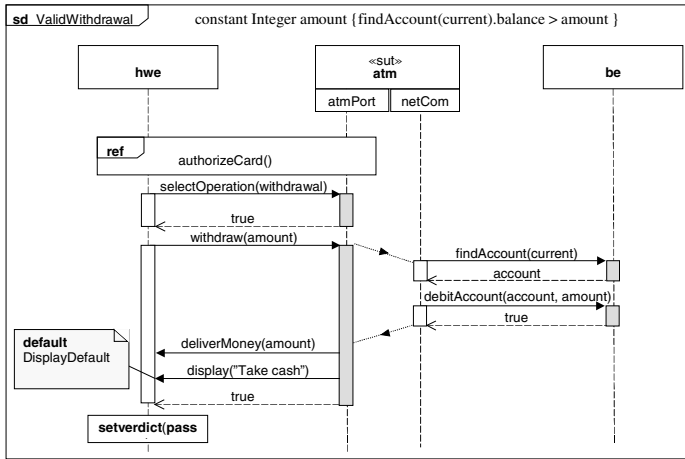 sd ValidWithdrawal
constant Integer amount {findAccount(current).balance > amount }
hwe
«sut»
atm
atmPort
netCom
be
ref
authorizeCard()
selectOperation(withdrawal)
true
withdraw(amount)
findAccount(current)
account
debitAccount(account, amount)
true
default
DisplayDefault
deliverMoney(amount)
display("Take cash")
true
setverdict(pass